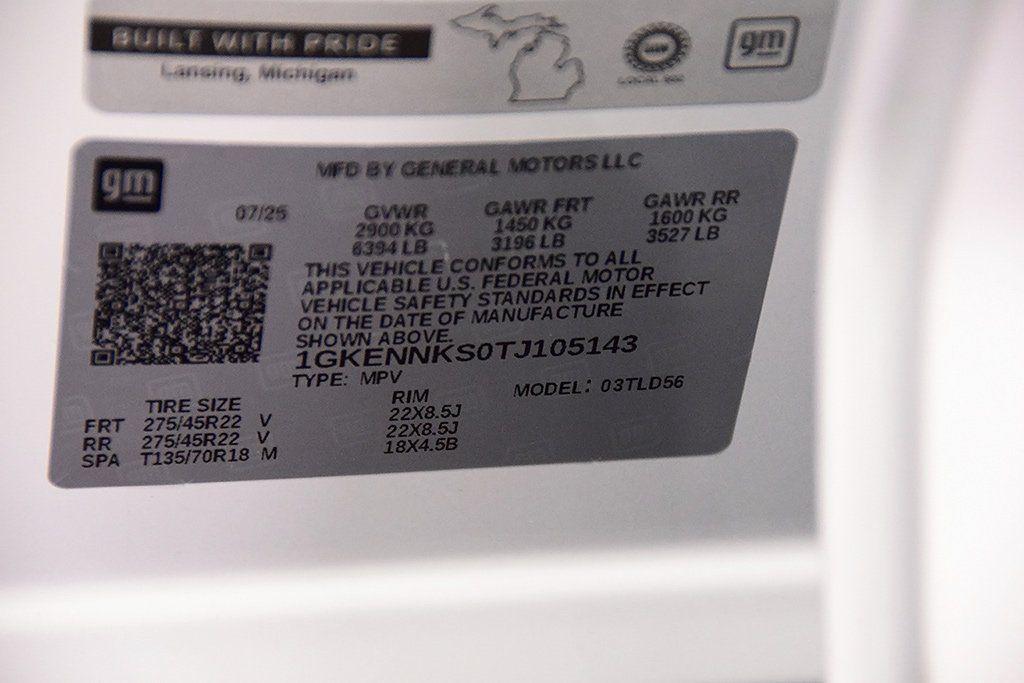 BUILT WITH PRIDE
Lansing, Michigan
gm
gm
MFD BY GENERAL MOTORS LLC
07/25 GVWR GAWR FRT GAWR RR
2900 KG 1450 KG 1600 KG
6394 LB 3196 LB 3527 LB
THIS VEHICLE CONFORMS TO ALL
APPLICABLE U.S. FEDERAL MOTOR
VEHICLE SAFETY STANDARDS IN EFFECT
ON THE DATE OF MANUFACTURE
SHOWN ABOVE.
1GKENNKS0TJ105143
TYPE: MPV MODEL: 03TLD56
TIRE SIZE RIM
FRT 275/45R22 V 22X8.5J
RR 275/45R22 V 22X8.5J
SPA T135/70R18 M 18X4.5B